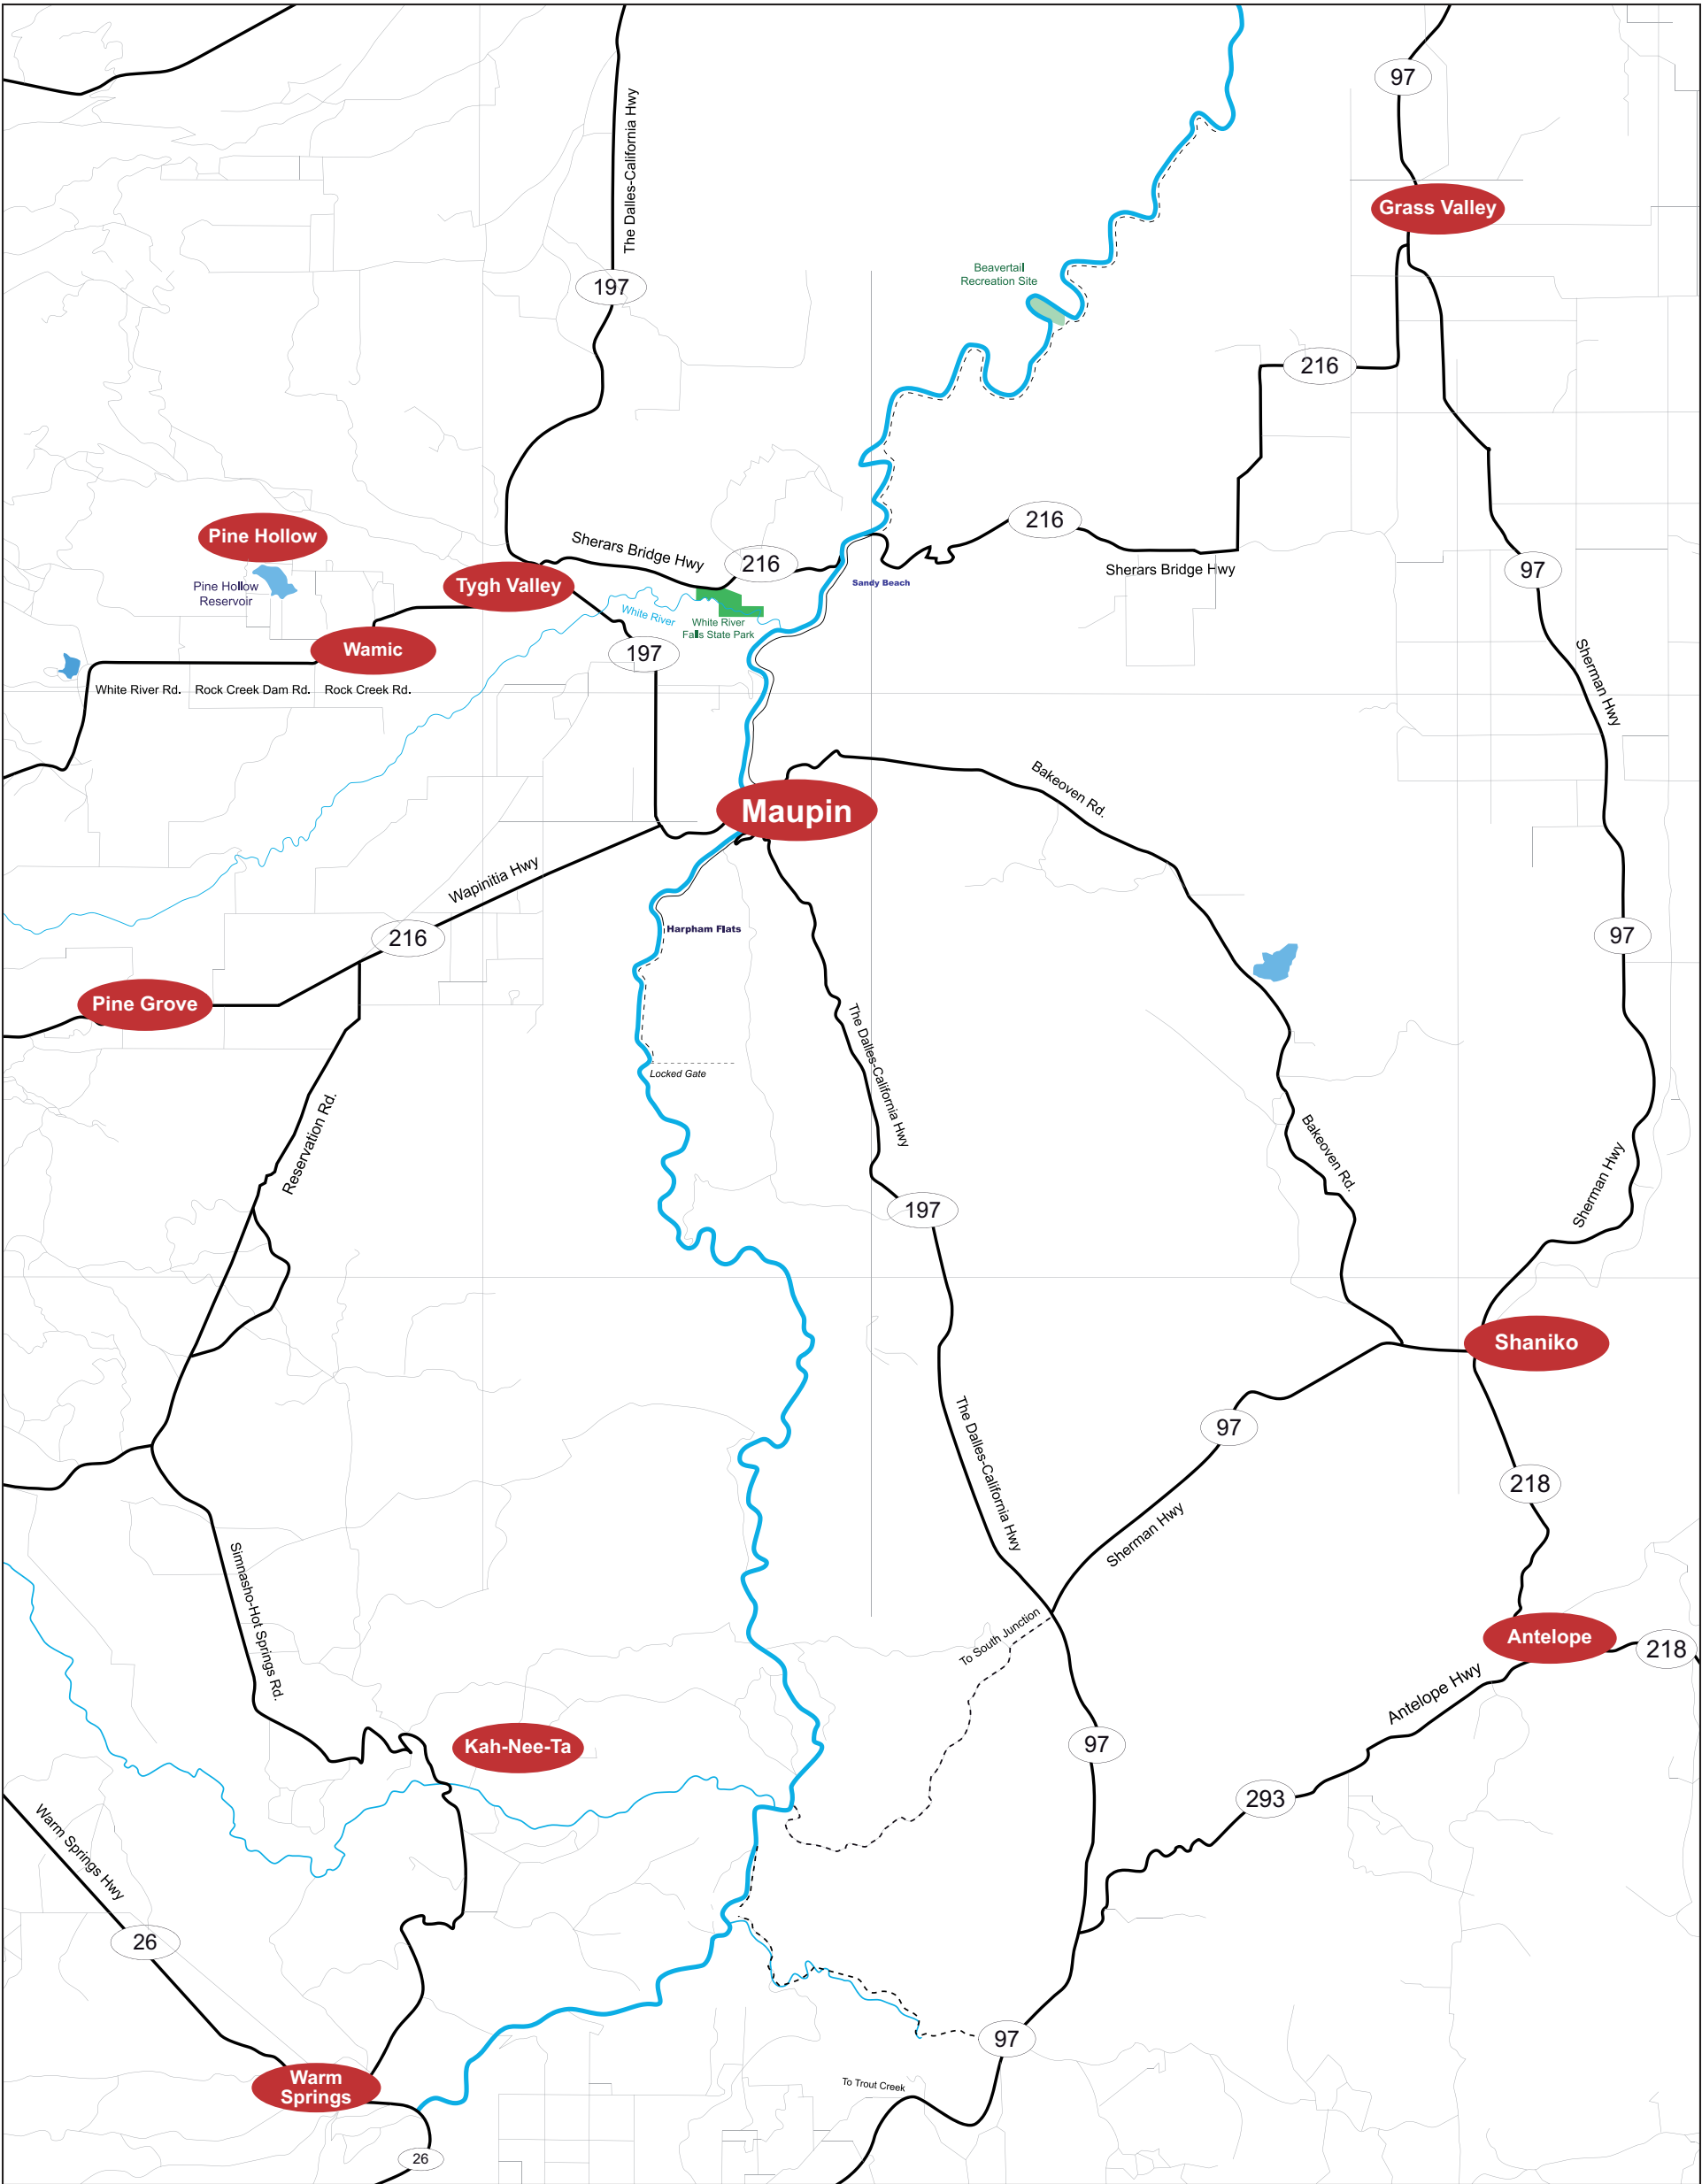 97
The Dalles-California Hwy
Grass Valley
Beavertail
Recreation Site
197
216
Pine Hollow
216
Sherars Bridge Hwy
216
Sherars Bridge Hwy
97
Tygh Valley
Sandy Beach
Pine Hollow
Reservoir
White River
White River
Falls State Park
Wamic
197
Sherman Hwy
White River Rd.
Rock Creek Dam Rd.
Rock Creek Rd.
Bakeoven Rd.
Maupin
Wapinitia Hwy
Harpham Flats
216
97
Pine Grove
The Dalles-California Hwy
Locked Gate
Reservation Rd.
Bakeoven Rd.
Sherman Hwy
197
Shaniko
97
The Dalles-California Hwy
218
Sherman Hwy
Simnasho-Hot Springs Rd.
To South Junction
Antelope
218
Antelope Hwy
Kah-Nee-Ta
97
293
Warm Springs Hwy
26
97
Warm
Springs
To Trout Creek
26